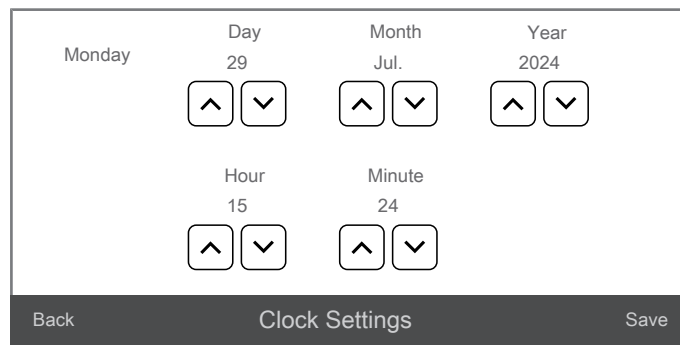 Day Month Year
Monday
29 Jul. 2024
Hour Minute
15 24
Back Clock Settings Save